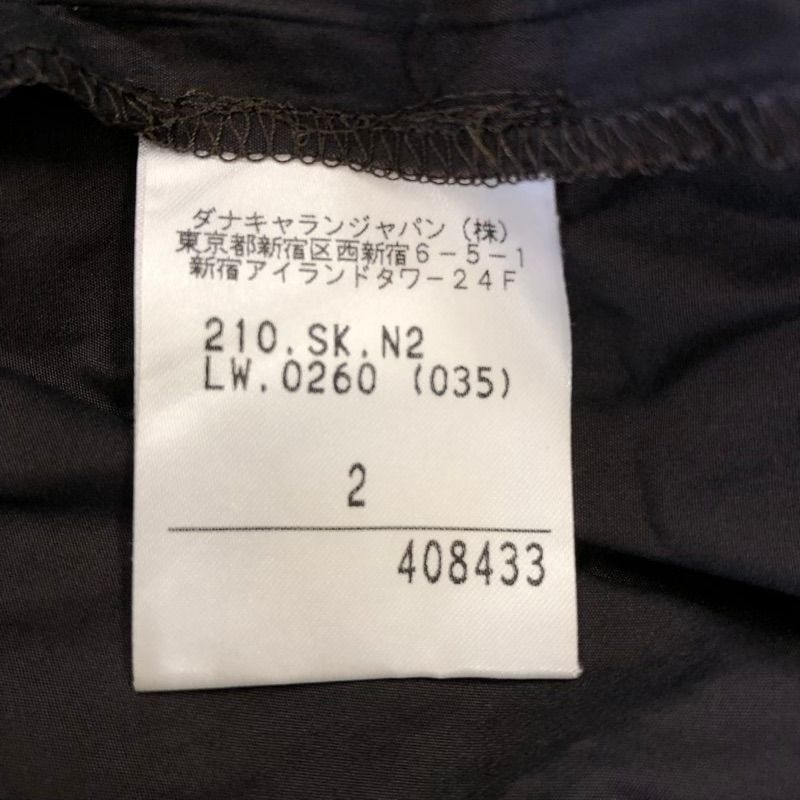 ダナキャランジャパン（株）
東京都新宿区西新宿６－５－１
新宿アイランドタワー２４Ｆ
210.SK.N2
LW.0260 (035)
2
408433